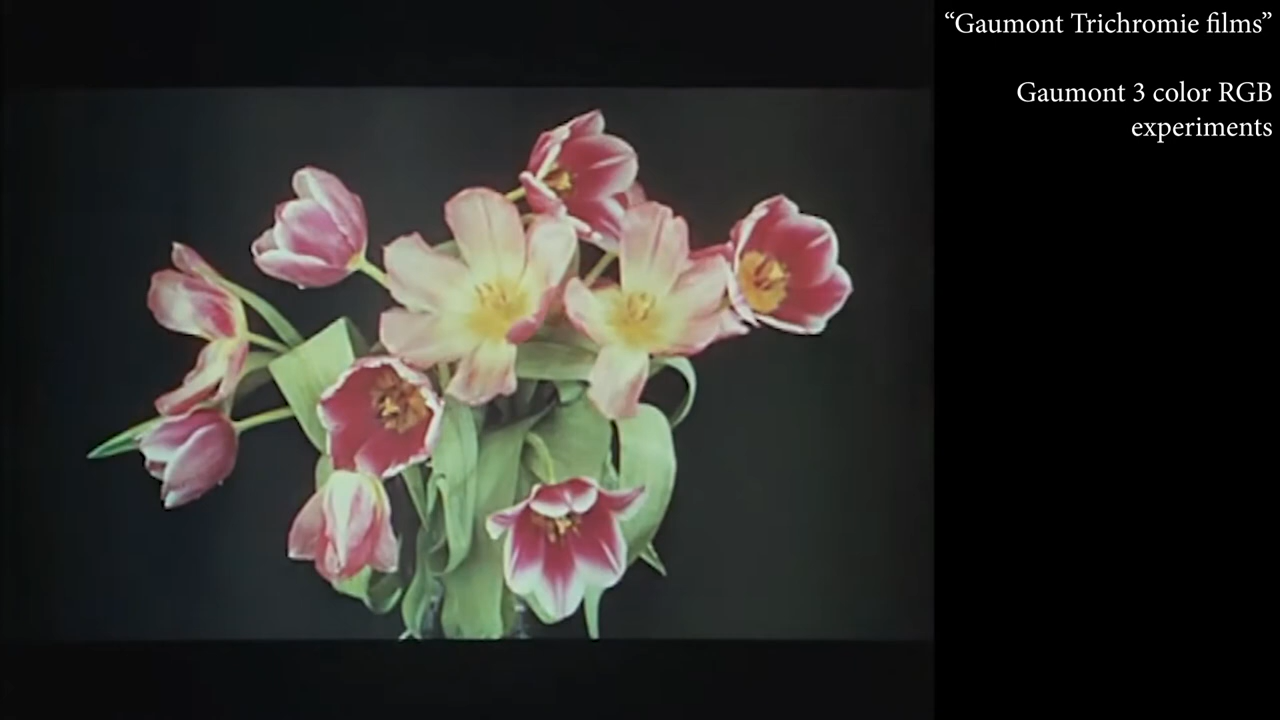 “Gaumont Trichromie films”
Gaumont 3 color RGB
experiments